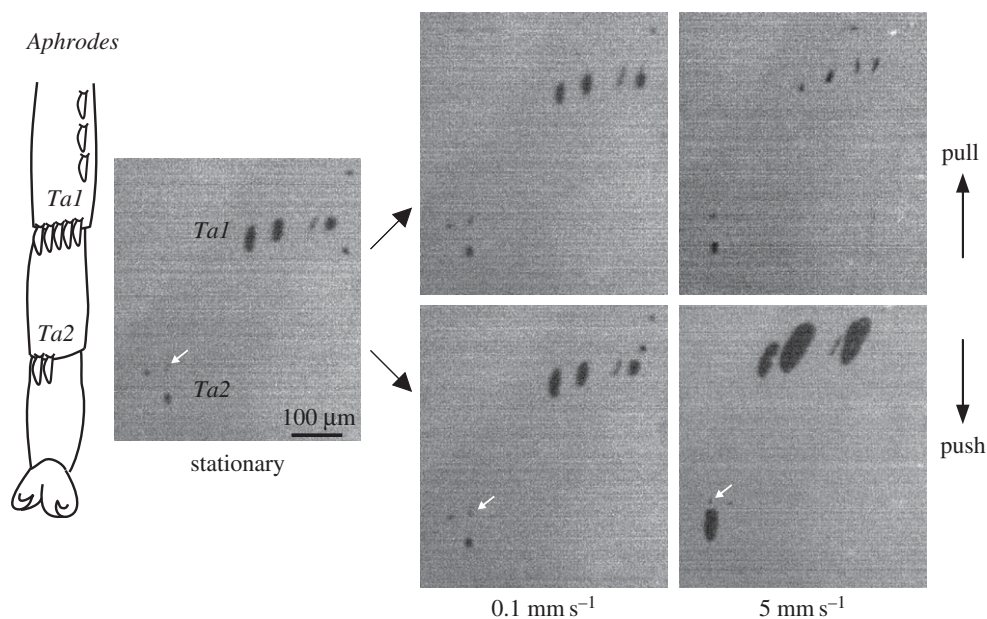 Aphrodes
Ta1
Ta2
Ta1
Ta2
100 μm
stationary
pull
push
0.1 mm s⁻¹
5 mm s⁻¹